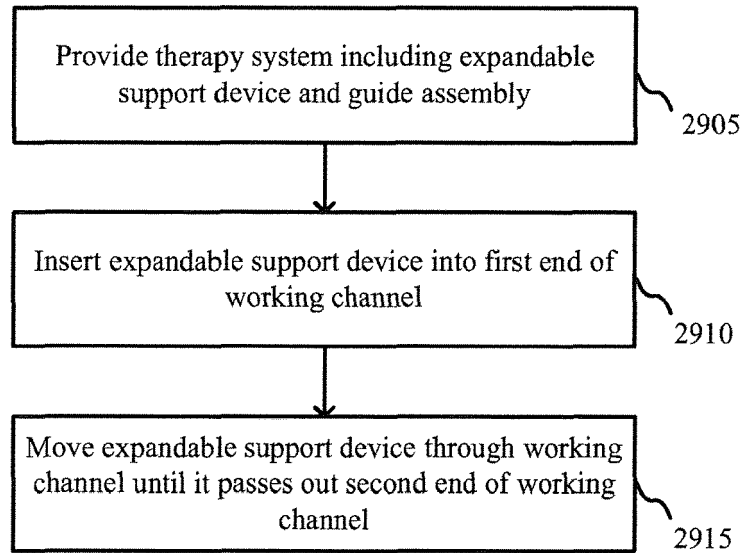 Provide therapy system including expandable
support device and guide assembly
2905
Insert expandable support device into first end of
working channel
2910
Move expandable support device through working
channel until it passes out second end of working
channel
2915